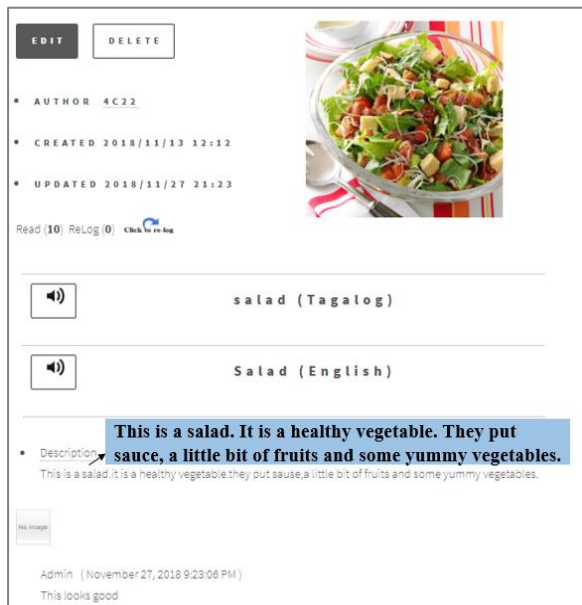 EDIT DELETE
AUTHOR 4C22
CREATED 2018/11/13 12:12
UPDATED 2018/11/27 21:23
Read (10) ReLog (0) Click to re-log
salad (Tagalog)
Salad (English)
This is a salad. It is a healthy vegetable. They put
sauce, a little bit of fruits and some yummy vegetables.
Description
This is a salad.it is a healthy vegetable.they put sause,a little bit of fruits and some yummy vegetables.
No image
Admin ( November 27, 2018 9:23:06 PM )
This looks good